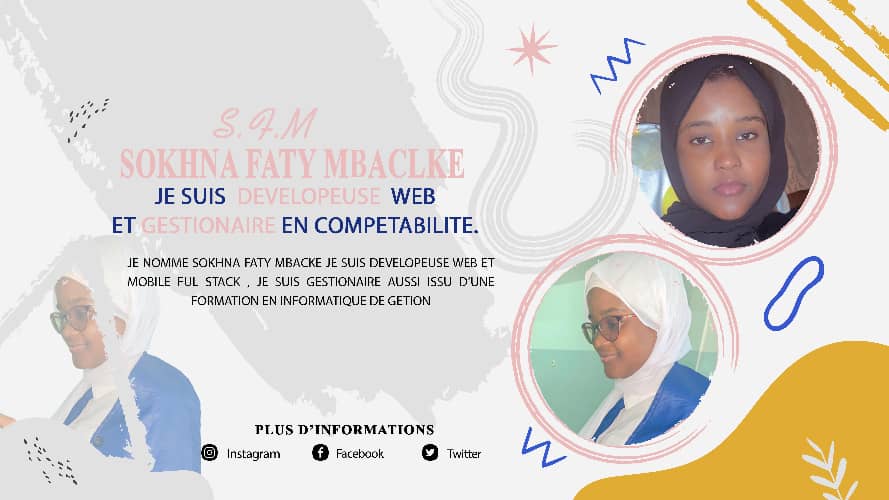 S.F.M
SOKHNA FATY MBACLKE
JE SUIS DEVELOPEUSE WEB
ET GESTIONAIRE EN COMPETABILITE.
JE NOMME SOKHNA FATY MBACKE JE SUIS DEVELOPEUSE WEB ET
MOBILE FUL STACK , JE SUIS GESTIONAIRE AUSSI ISSU D'UNE
FORMATION EN INFORMATIQUE DE GETION
PLUS D'INFORMATIONS
Instagram Facebook Twitter